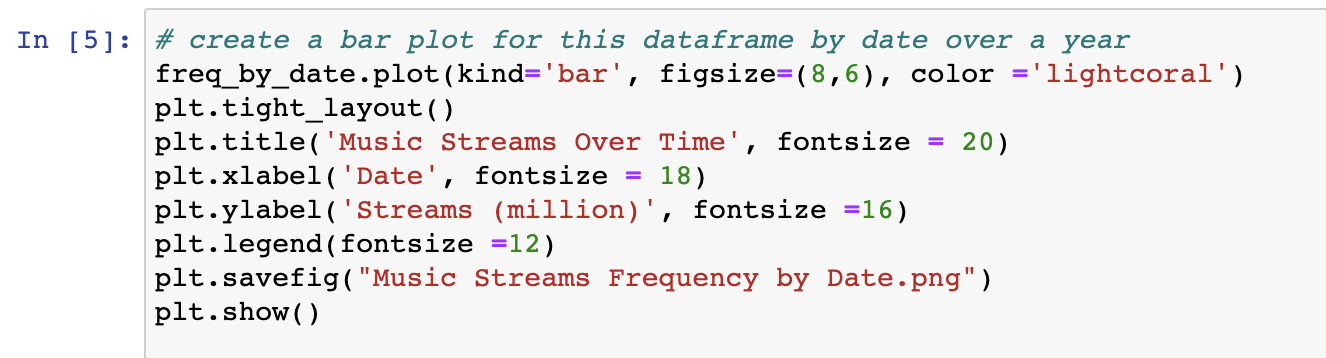 In [5]: # create a bar plot for this dataframe by date over a year
freq_by_date.plot(kind='bar', figsize=(8,6), color ='lightcoral')
plt.tight_layout()
plt.title('Music Streams Over Time', fontsize = 20)
plt.xlabel('Date', fontsize = 18)
plt.ylabel('Streams (million)', fontsize =16)
plt.legend(fontsize =12)
plt.savefig("Music Streams Frequency by Date.png")
plt.show()